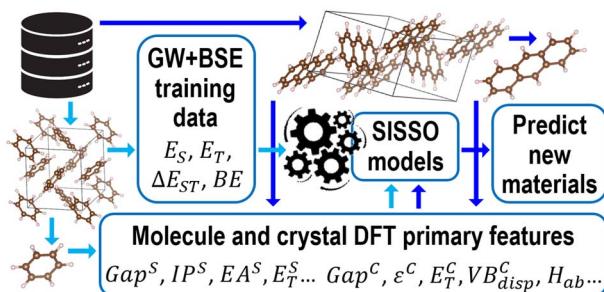 GW+BSE
training
data
E_S, E_T,
ΔE_ST, BE
SISSO
models
Predict
new
materials
Molecule and crystal DFT primary features
Gap^S, IP^S, EA^S, E_T^S... Gap^C, ε^C, E_T^C, VB_disp^C, H_ab...